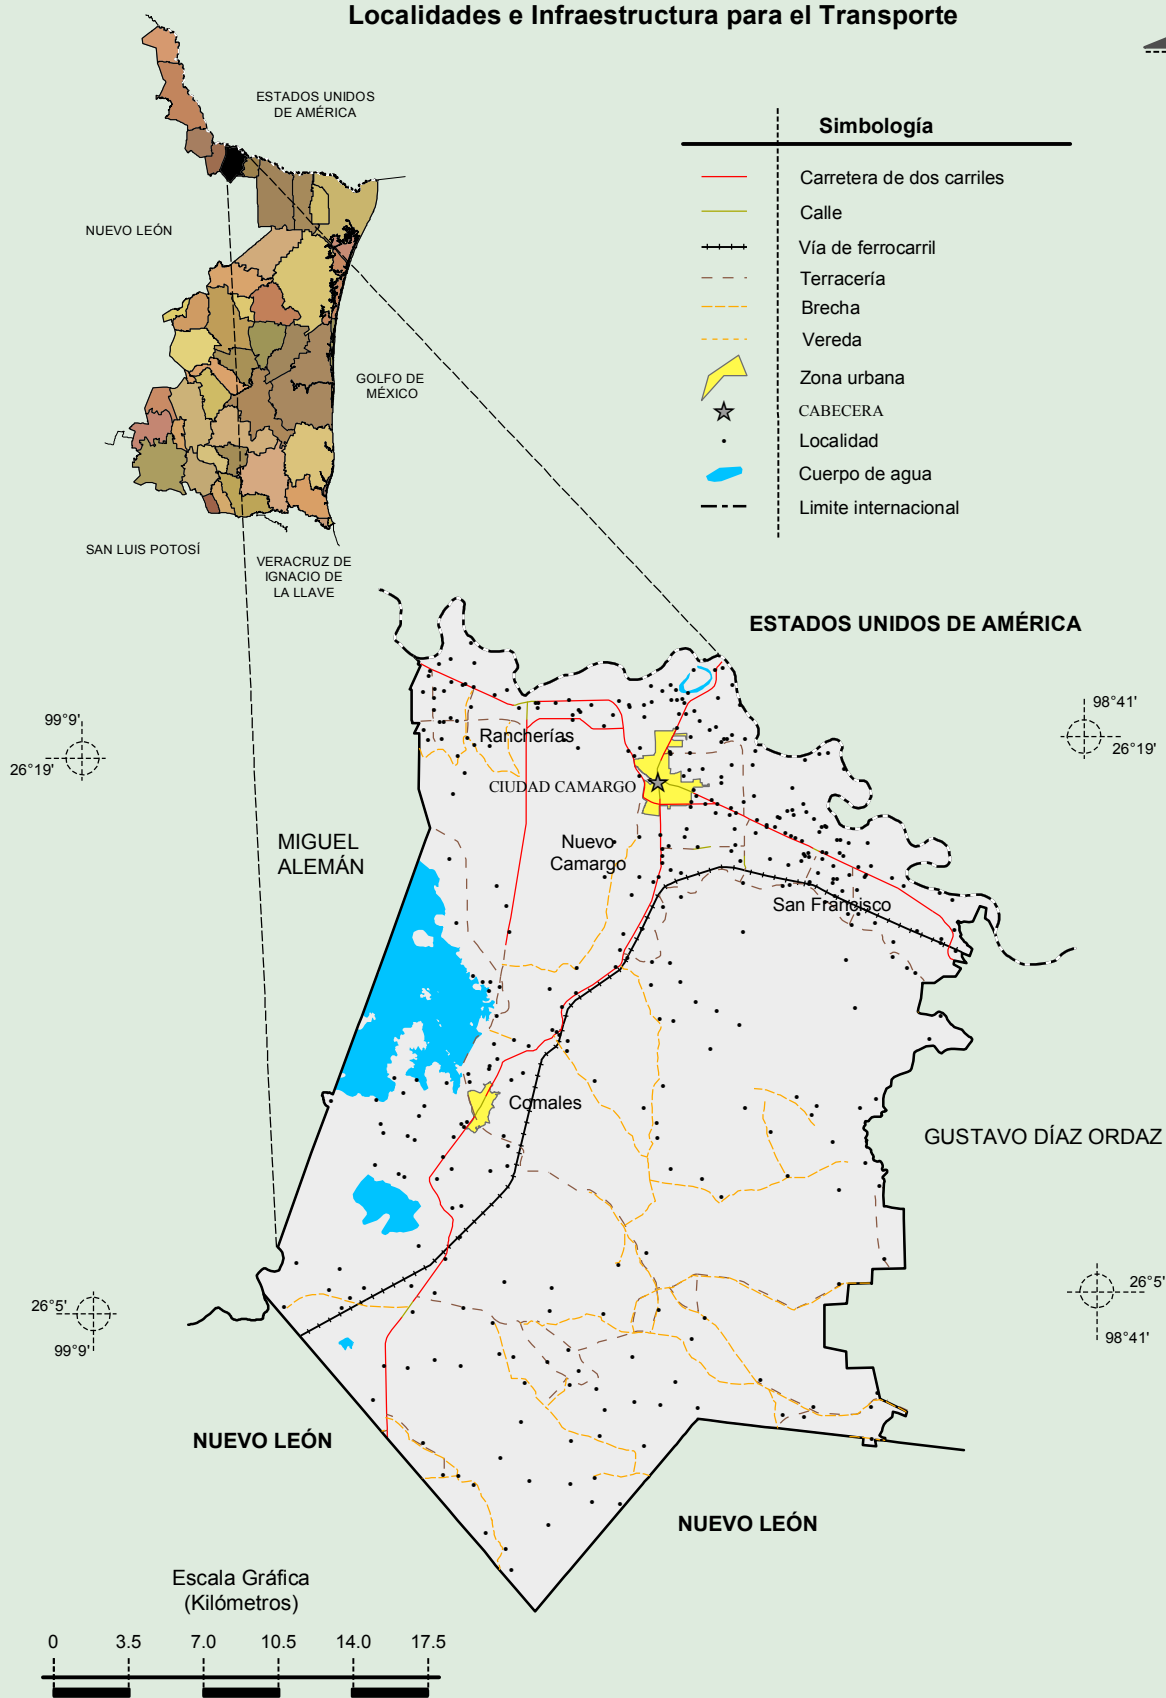 Localidades e Infraestructura para el Transporte
ESTADOS UNIDOS
DE AMÉRICA
NUEVO LEÓN
GOLFO DE
MÉXICO
SAN LUIS POTOSÍ
VERACRUZ DE
IGNACIO DE
LA LLAVE
Simbología
Carretera de dos carriles
Calle
Vía de ferrocarril
Terracería
Brecha
Vereda
Zona urbana
CABECERA
Localidad
Cuerpo de agua
Limite internacional
ESTADOS UNIDOS DE AMÉRICA
99°9'
26°19'
98°41'
26°19'
Rancherías
CIUDAD CAMARGO
MIGUEL
ALEMÁN
Nuevo
Camargo
San Francisco
Comales
GUSTAVO DÍAZ ORDAZ
26°5'
99°9'
26°5'
98°41'
NUEVO LEÓN
NUEVO LEÓN
Escala Gráfica
(Kilómetros)
0 3.5 7.0 10.5 14.0 17.5